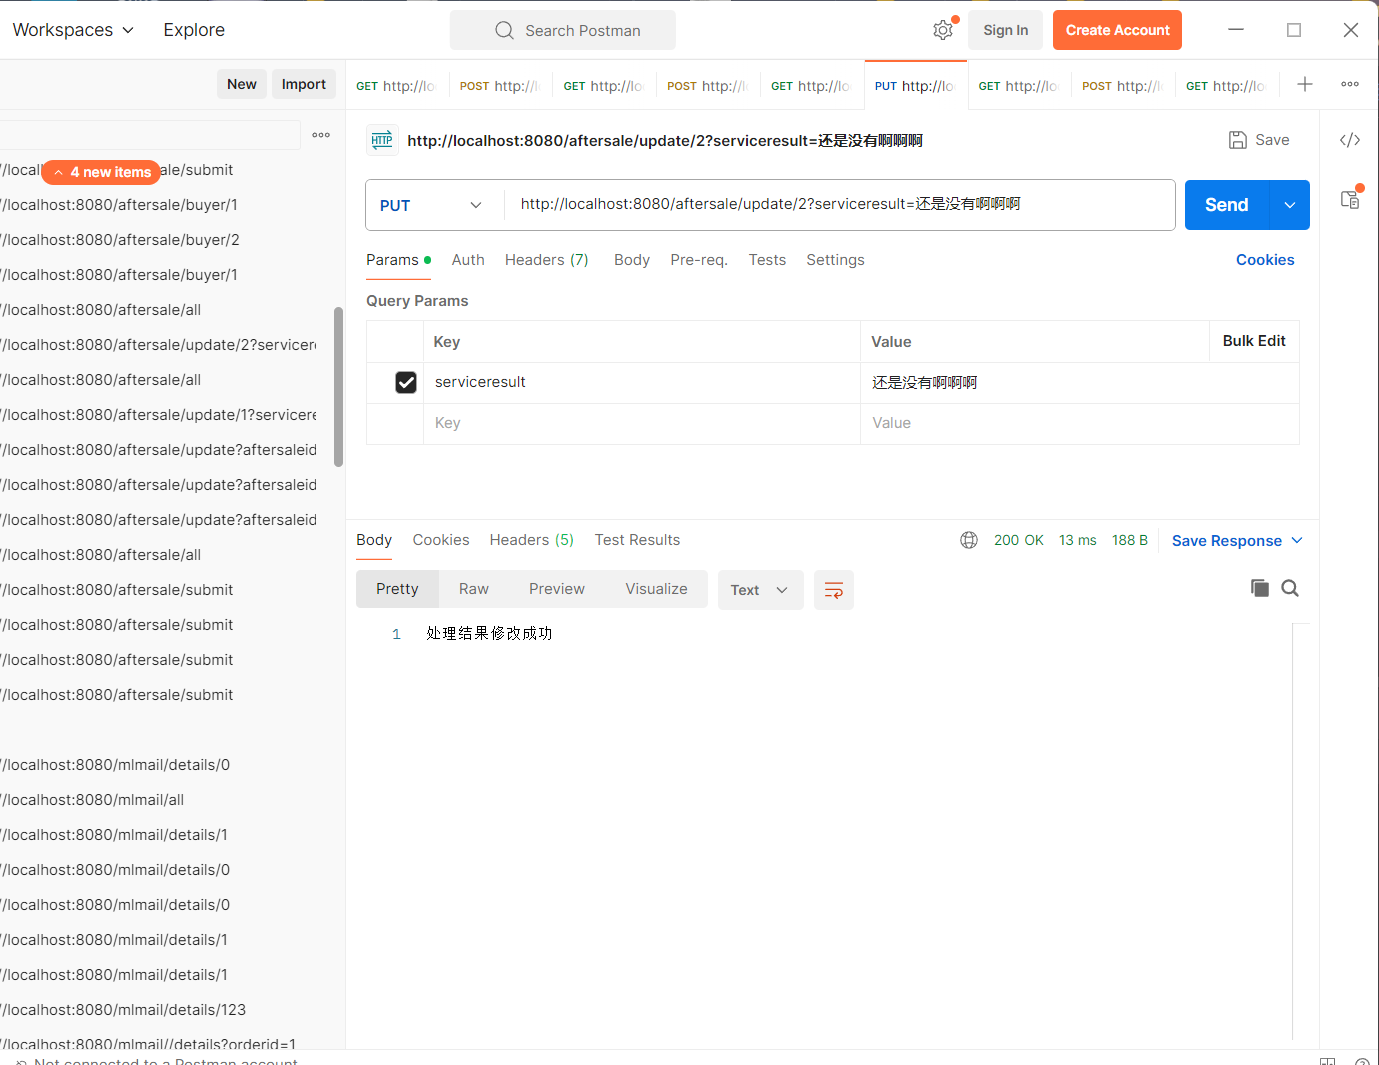 Workspaces
Explore
Search Postman
Sign In
Create Account
New
Import
GET http://lo
POST http://l
GET http://lo
POST http://l
GET http://lo
PUT http://lo
GET http://lo
POST http://l
GET http://lo
4 new items
//local
ale/submit
//localhost:8080/aftersale/buyer/1
//localhost:8080/aftersale/buyer/2
//localhost:8080/aftersale/buyer/1
//localhost:8080/aftersale/all
//localhost:8080/aftersale/update/2?servicere
//localhost:8080/aftersale/all
//localhost:8080/aftersale/update/1?servicere
//localhost:8080/aftersale/update?aftersaleid
//localhost:8080/aftersale/update?aftersaleid
//localhost:8080/aftersale/update?aftersaleid
//localhost:8080/aftersale/all
//localhost:8080/aftersale/submit
//localhost:8080/aftersale/submit
//localhost:8080/aftersale/submit
//localhost:8080/aftersale/submit
//localhost:8080/mlmail/details/0
//localhost:8080/mlmail/all
//localhost:8080/mlmail/details/1
//localhost:8080/mlmail/details/0
//localhost:8080/mlmail/details/0
//localhost:8080/mlmail/details/1
//localhost:8080/mlmail/details/1
//localhost:8080/mlmail/details/123
//localhost:8080/mlmail//details?orderid=1
Not connected to a Postman account
HTTP http://localhost:8080/aftersale/update/2?serviceresult=还是没有啊啊啊
Save
PUT
http://localhost:8080/aftersale/update/2?serviceresult=还是没有啊啊啊
Send
Params
Auth
Headers (7)
Body
Pre-req.
Tests
Settings
Cookies
Query Params
Key
Value
Bulk Edit
serviceresult
还是没有啊啊啊
Key
Value
Body
Cookies
Headers (5)
Test Results
200 OK
13 ms
188 B
Save Response
Pretty
Raw
Preview
Visualize
Text
1 处理结果修改成功